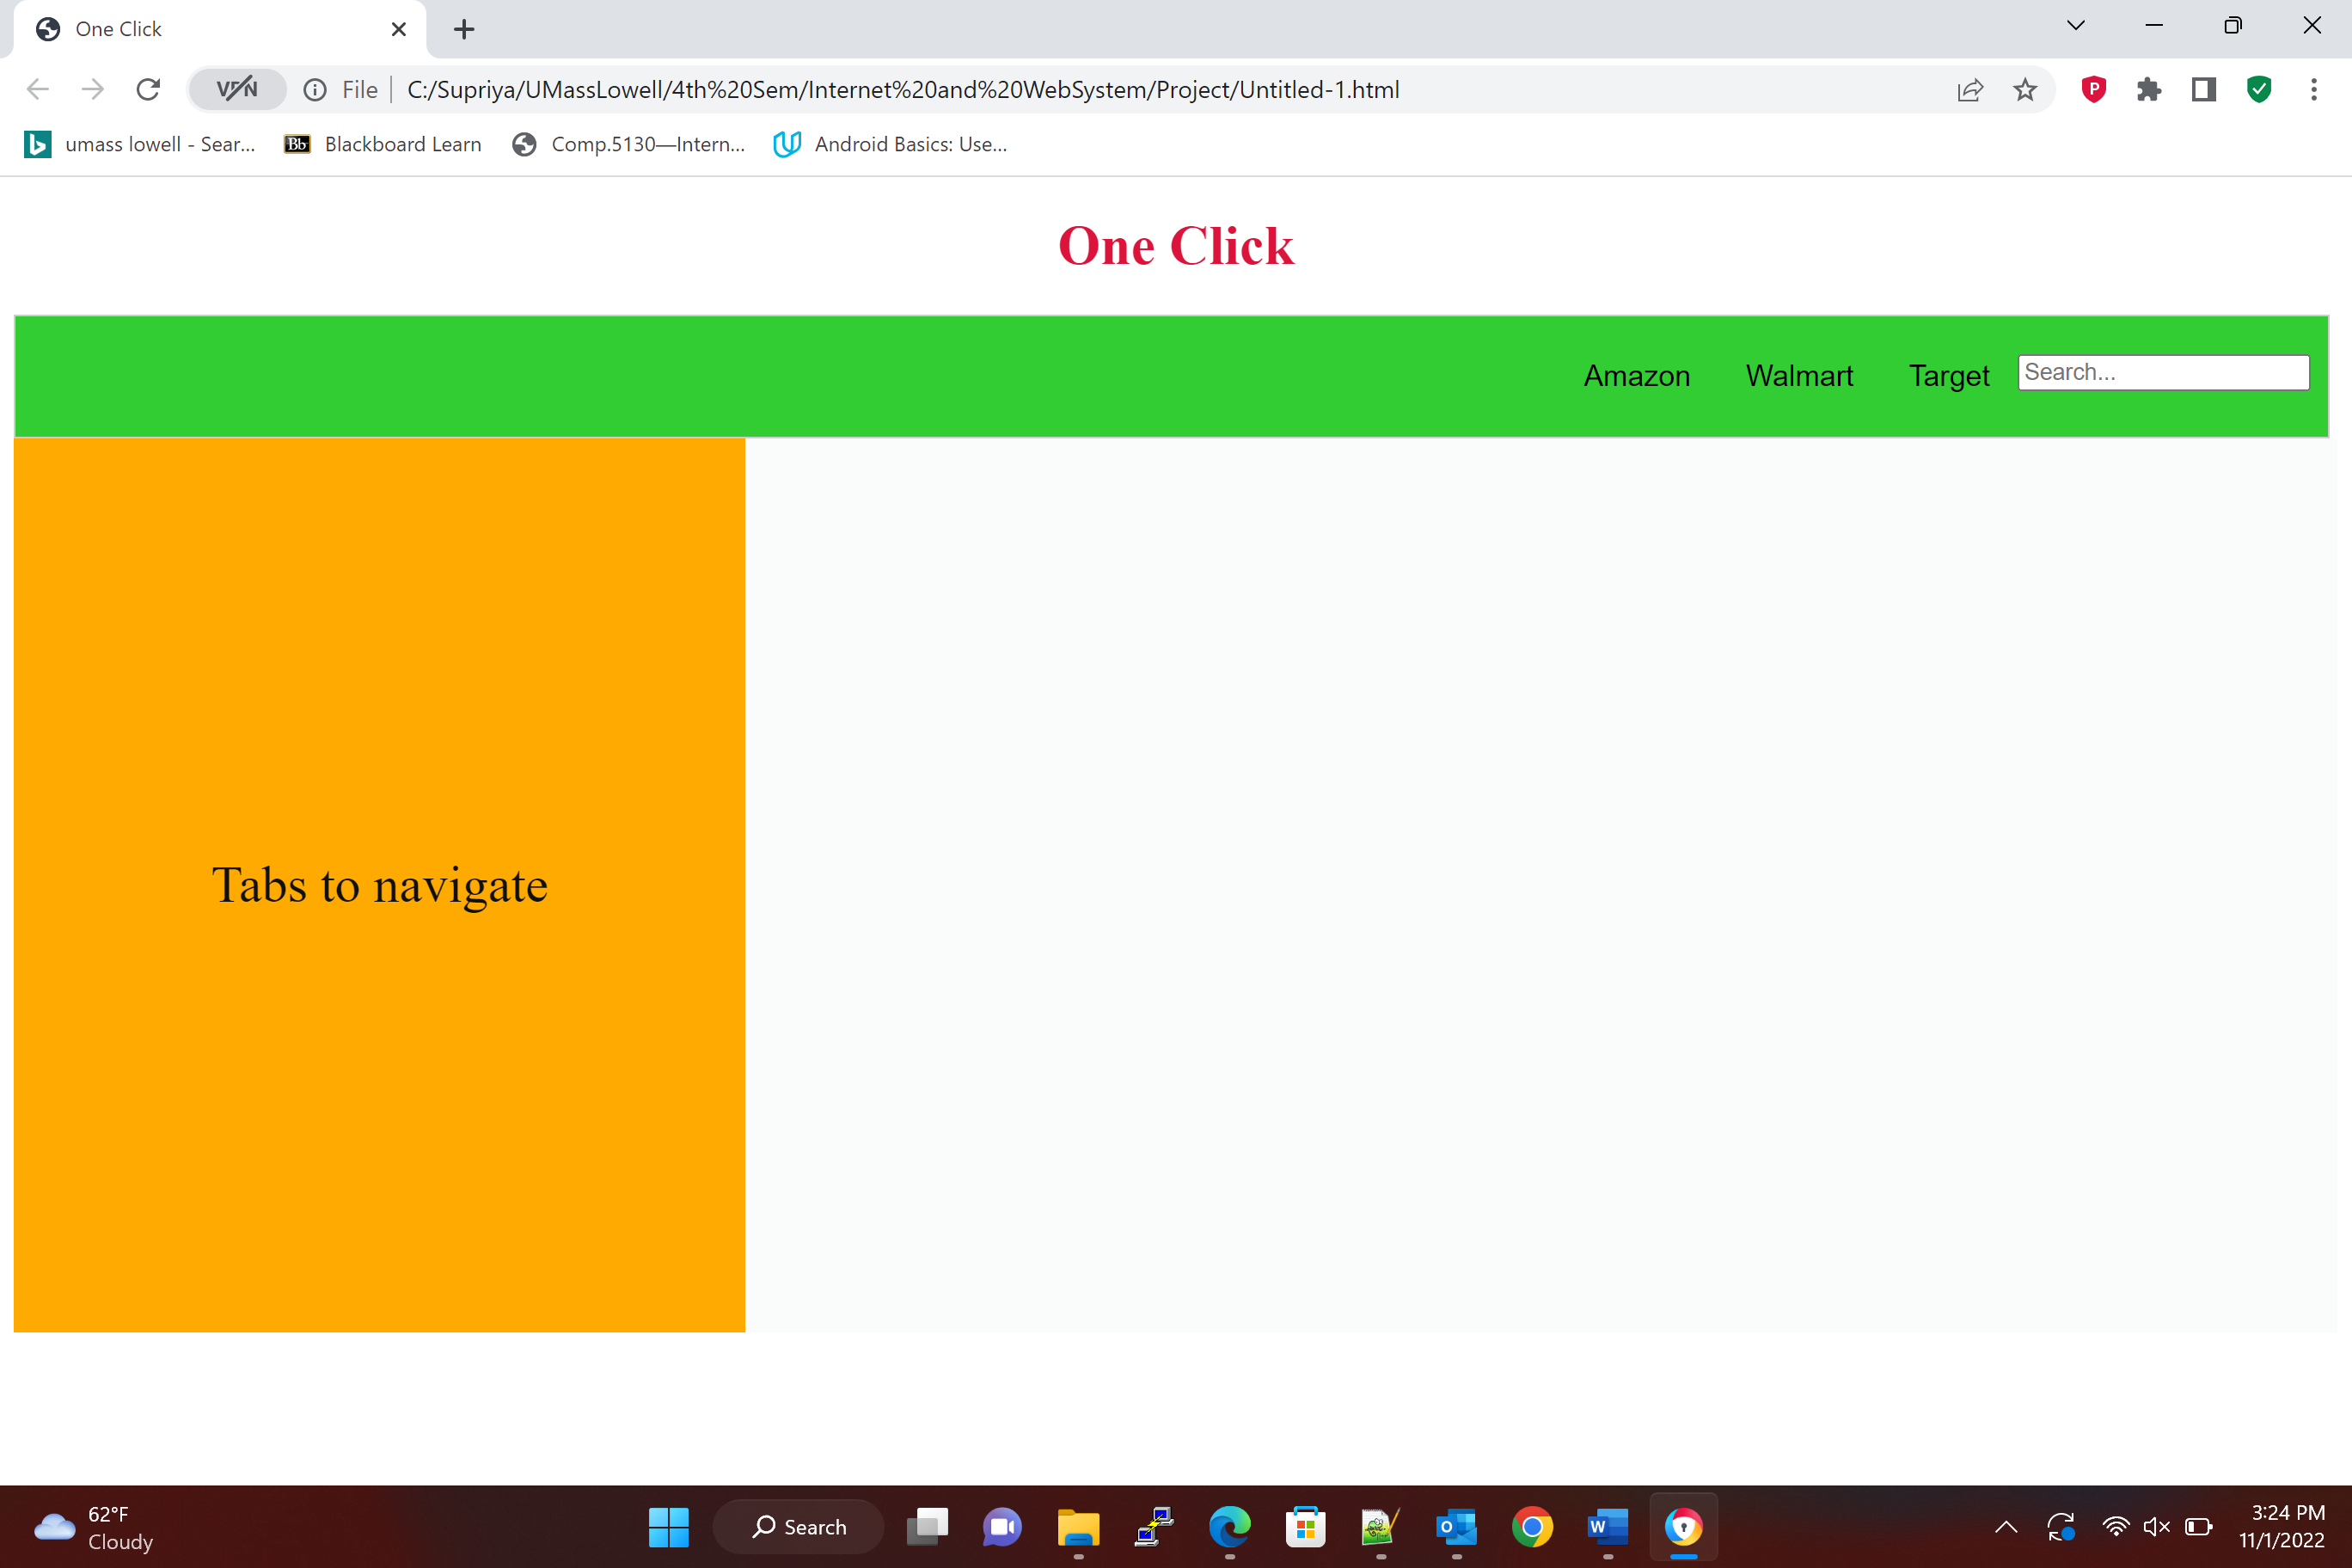 One Click
VPN File C:/Supriya/UMassLowell/4th%20Sem/Internet%20and%20WebSystem/Project/Untitled-1.html P
b umass lowell - Sear... Bb Blackboard Learn Comp.5130—Intern... Android Basics: Use...
One Click
Amazon Walmart Target Search...
Tabs to navigate
62°F
Cloudy
Search
O
W
3:24 PM
11/1/2022